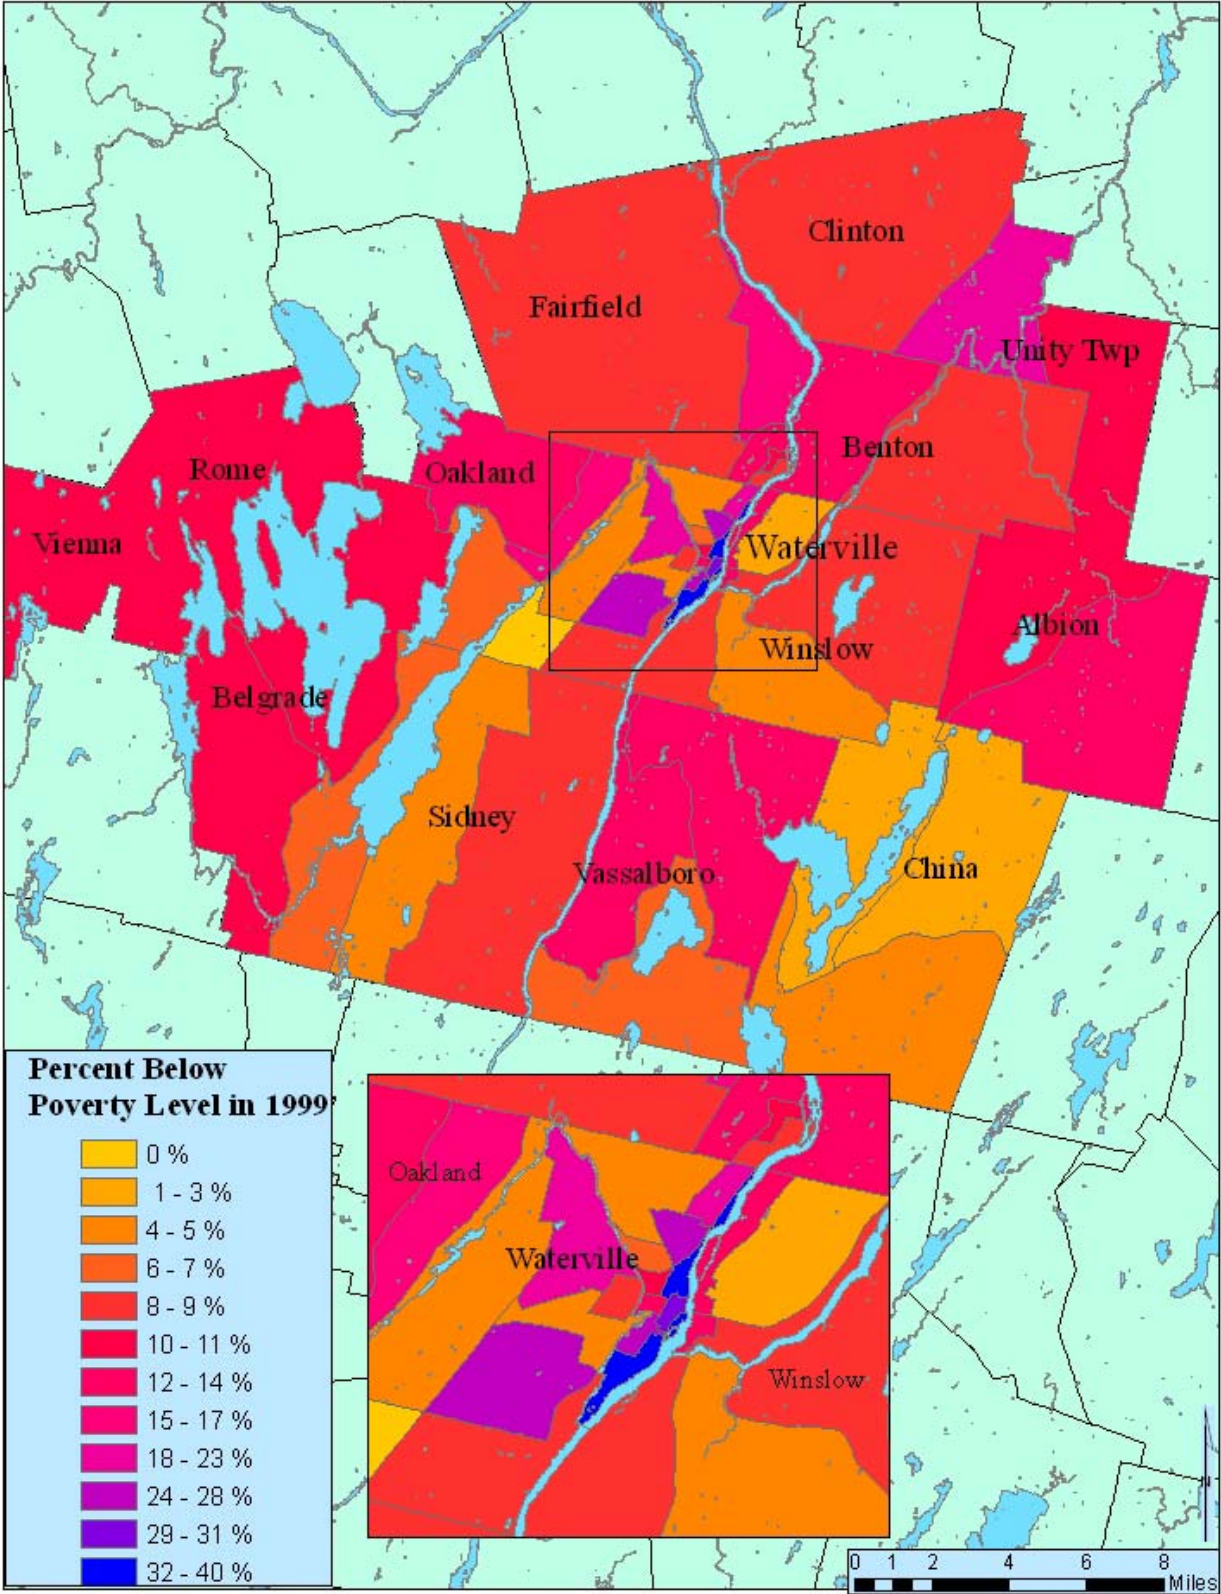 Clinton
Fairfield
Unity Twp
Benton
Rome
Oakland
Vienna
Waterville
Albion
Winslow
Belgrade
Sidney
Vassalboro
China
Percent Below
Poverty Level in 1999
0 %
1 - 3 %
4 - 5 %
6 - 7 %
8 - 9 %
10 - 11 %
12 - 14 %
15 - 17 %
18 - 23 %
24 - 28 %
29 - 31 %
32 - 40 %
Oakland
Waterville
Winslow
N
0 1 2 4 6 8
Miles